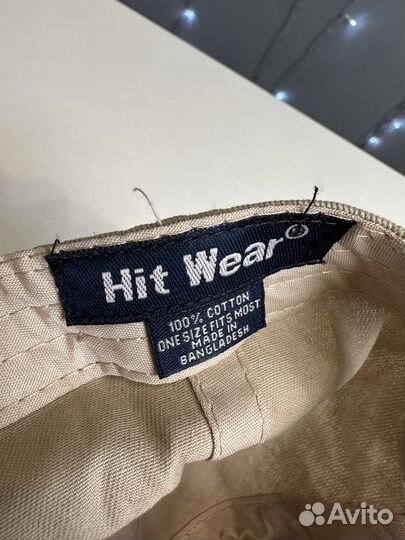 Hit Wear
100% COTTON
ONE SIZE FITS MOST
MADE IN
BANGLADESH
Avito